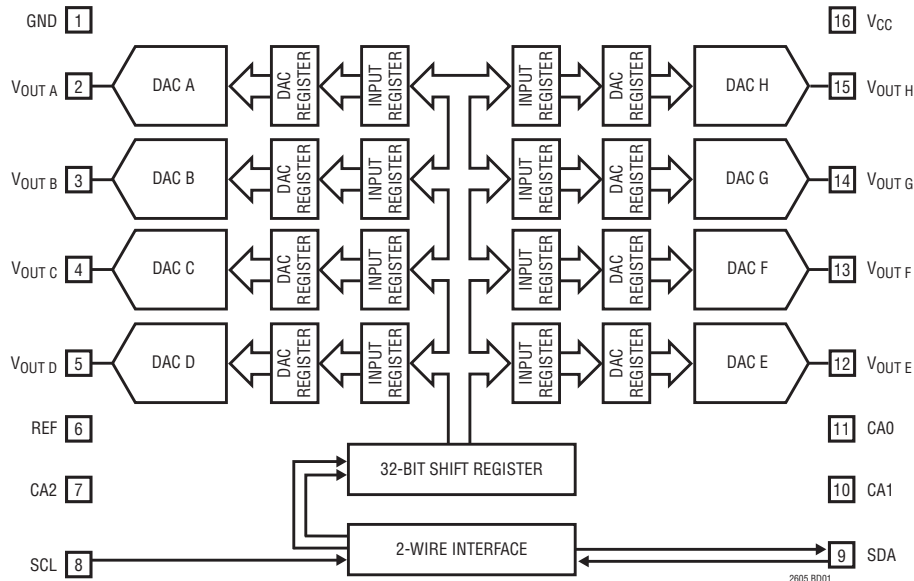 GND 1
16 VCC
VOUT A 2
DAC A
DAC REGISTER
INPUT REGISTER
INPUT REGISTER
DAC REGISTER
DAC H
15 VOUT H
VOUT B 3
DAC B
DAC REGISTER
INPUT REGISTER
INPUT REGISTER
DAC REGISTER
DAC G
14 VOUT G
VOUT C 4
DAC C
DAC REGISTER
INPUT REGISTER
INPUT REGISTER
DAC REGISTER
DAC F
13 VOUT F
VOUT D 5
DAC D
DAC REGISTER
INPUT REGISTER
INPUT REGISTER
DAC REGISTER
DAC E
12 VOUT E
REF 6
11 CA0
32-BIT SHIFT REGISTER
CA2 7
10 CA1
2-WIRE INTERFACE
SCL 8
9 SDA
2605 BD01